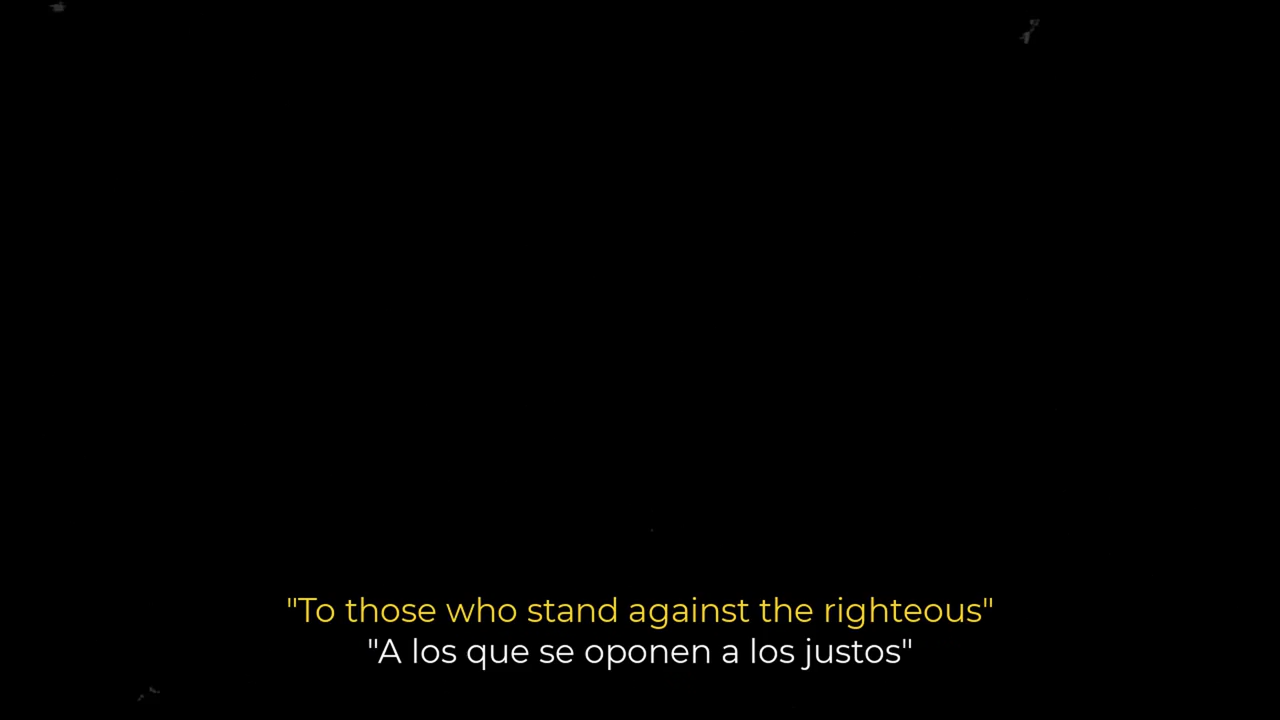 "To those who stand against the righteous"
"A los que se oponen a los justos"